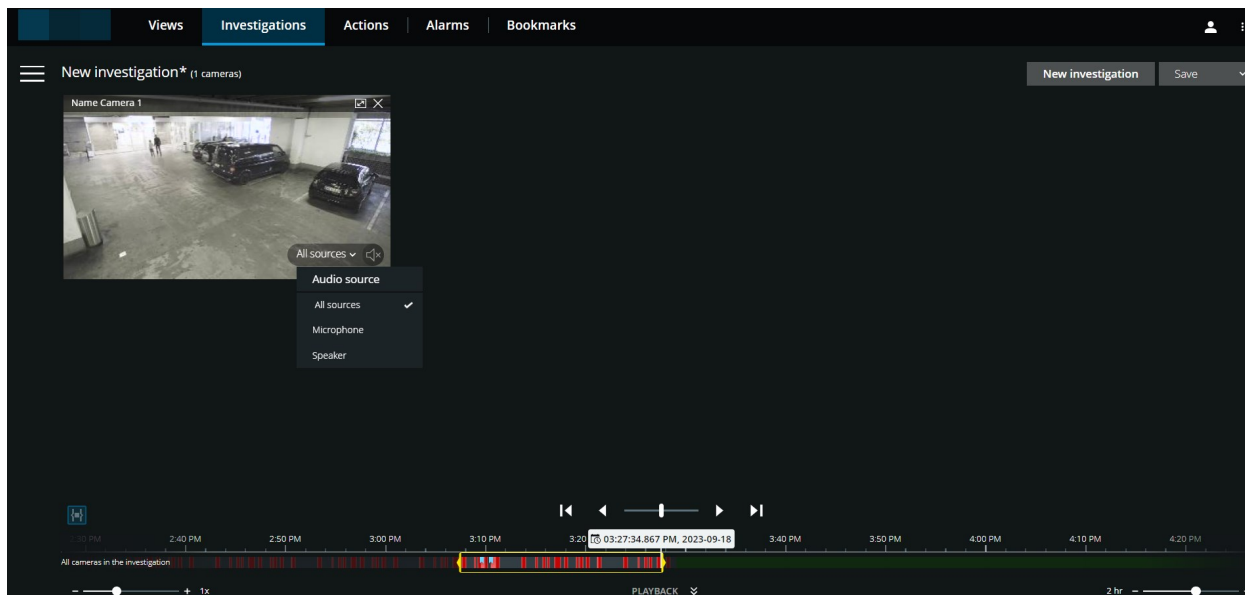 Views Investigations Actions Alarms Bookmarks
New investigation* (1 cameras)
New investigation Save
Name Camera 1
All sources
Audio source
All sources
Microphone
Speaker
2:30 PM 2:40 PM 2:50 PM 3:00 PM 3:10 PM 3:20 03:27:34.867 PM, 2023-09-18 3:40 PM 3:50 PM 4:00 PM 4:10 PM 4:20 PM
All cameras in the investigation
1x PLAYBACK 2 hr